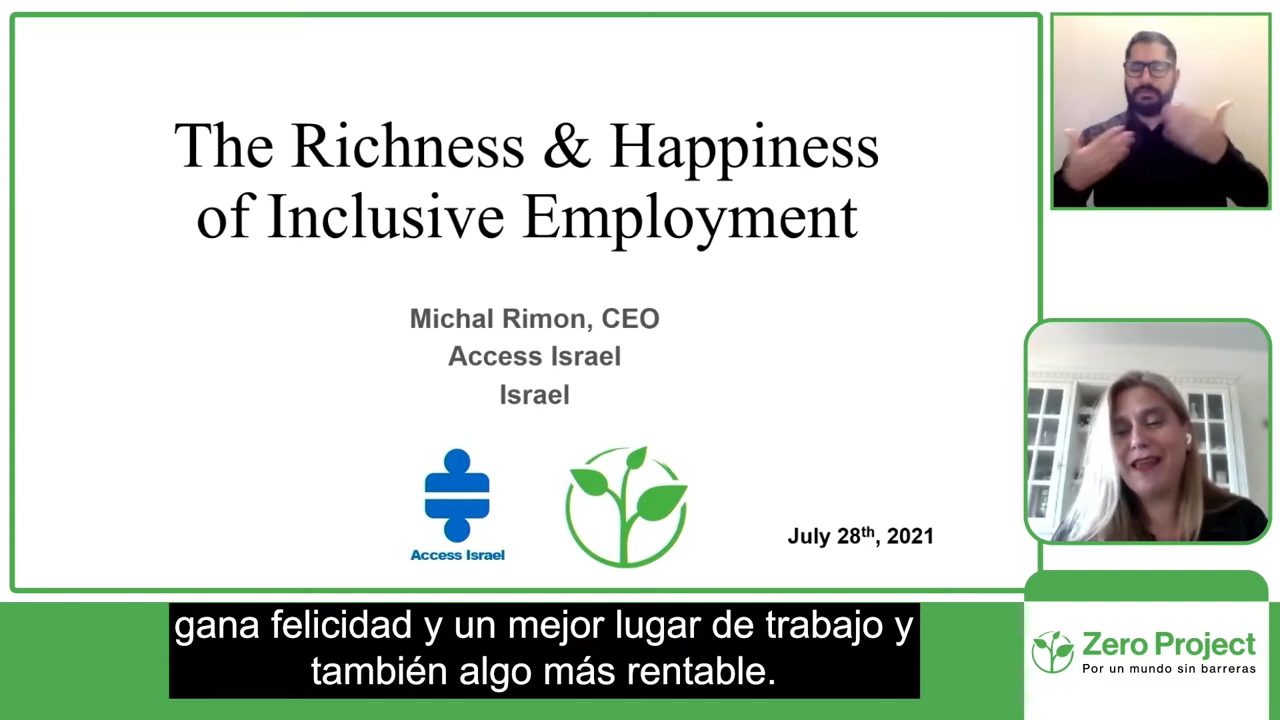 The Richness & Happiness
of Inclusive Employment
Michal Rimon, CEO
Access Israel
Israel
Access Israel
July 28th, 2021
gana felicidad y un mejor lugar de trabajo y
también algo más rentable.
Zero Project
Por un mundo sin barreras